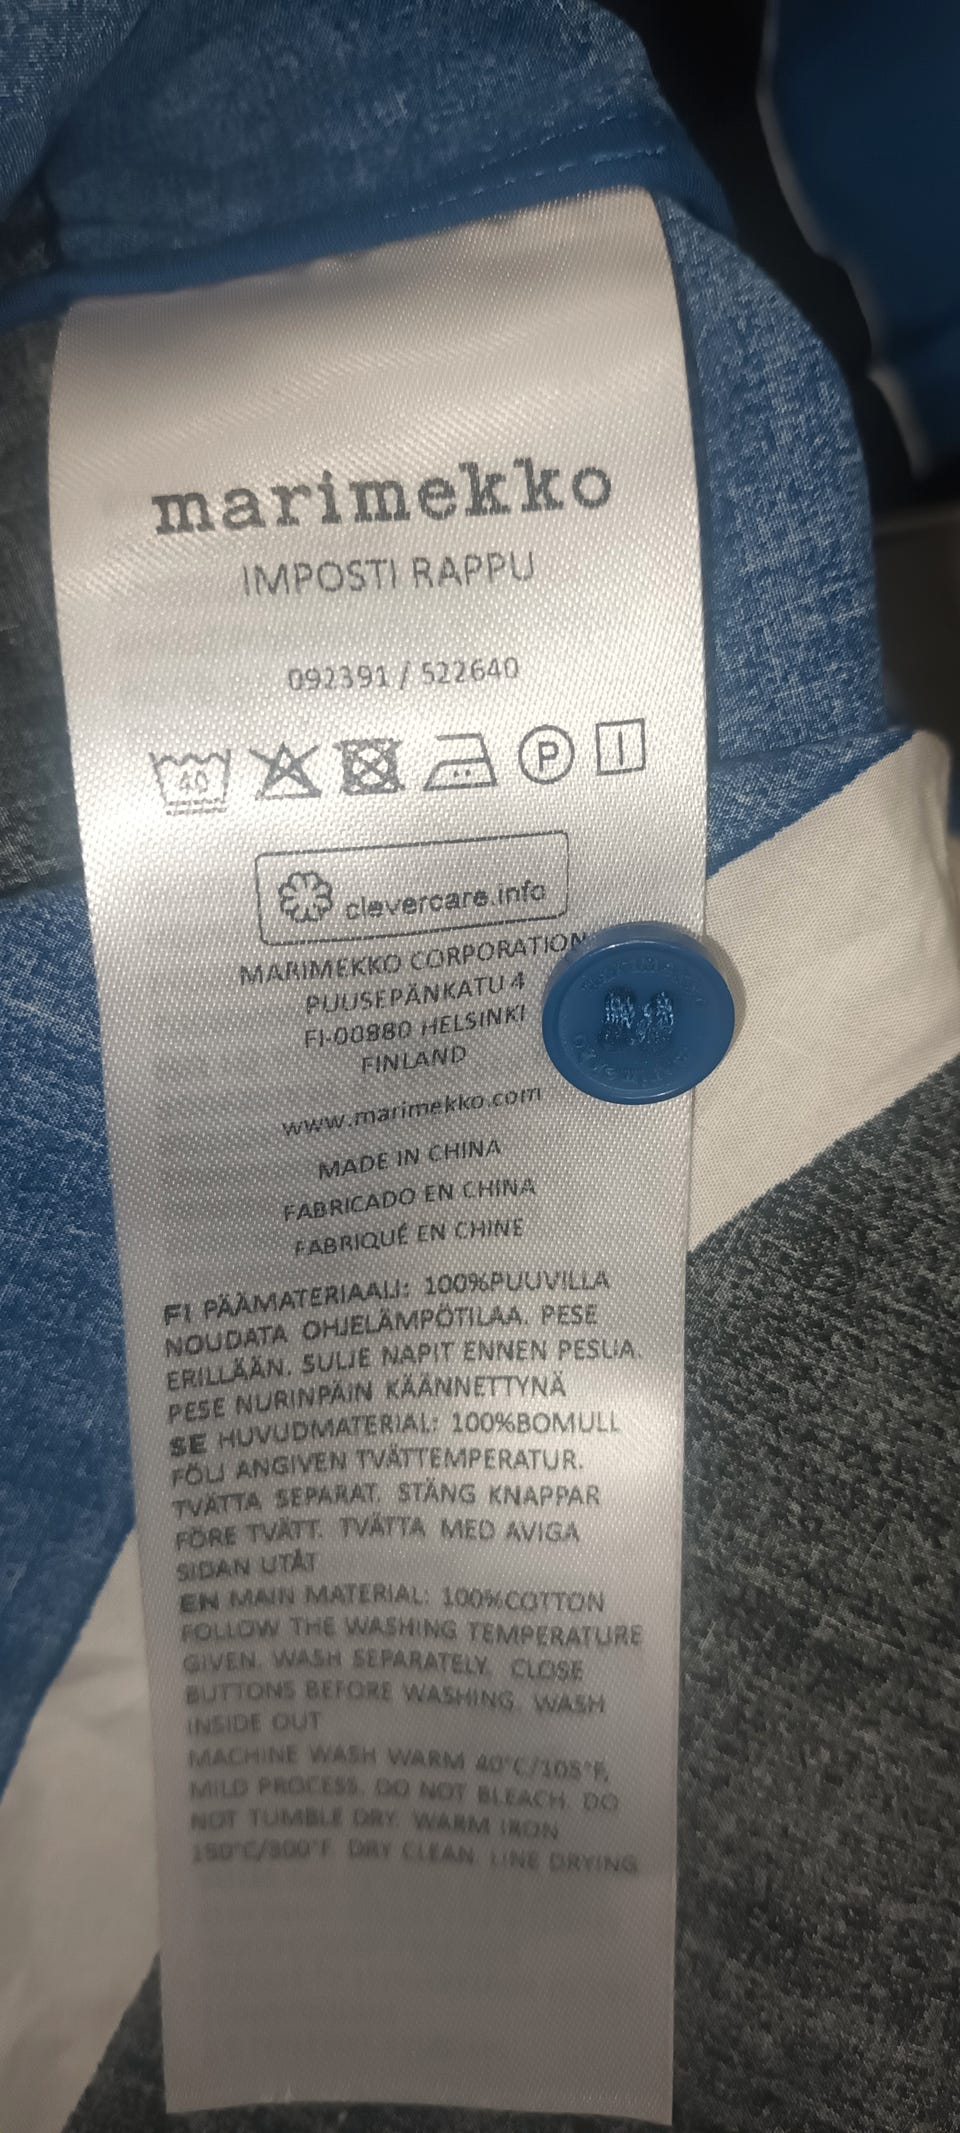 marimekko
IMPOSTI RAPPU
092391 / 522640
40 P
clevercare.info
MARIMEKKO CORPORATION
PUUSEPÄNKATU 4
FI-00880 HELSINKI
FINLAND
www.marimekko.com
MADE IN CHINA
FABRICADO EN CHINA
FABRIQUÉ EN CHINE
FI PÄÄMATERIAALI: 100%PUUVILLA
NOUDATA OHJELÄMPÖTILAA. PESE
ERILLÄÄN. SULJE NAPIT ENNEN PESUA.
PESE NURINPÄIN KÄÄNNETTYNÄ
SE HUVUDMATERIAL: 100%BOMULL
FÖLJ ANGIVEN TVÄTTEMPERATUR.
TVÄTTA SEPARAT. STÄNG KNAPPAR
FÖRE TVÄTT. TVÄTTA MED AVIGA
SIDAN UTÅT
EN MAIN MATERIAL: 100%COTTON
FOLLOW THE WASHING TEMPERATURE
GIVEN. WASH SEPARATELY. CLOSE
BUTTONS BEFORE WASHING. WASH
INSIDE OUT
MACHINE WASH WARM 40°C/105°F,
MILD PROCESS. DO NOT BLEACH. DO
NOT TUMBLE DRY. WARM IRON
150°C/300°F DRY CLEAN. LINE DRYING